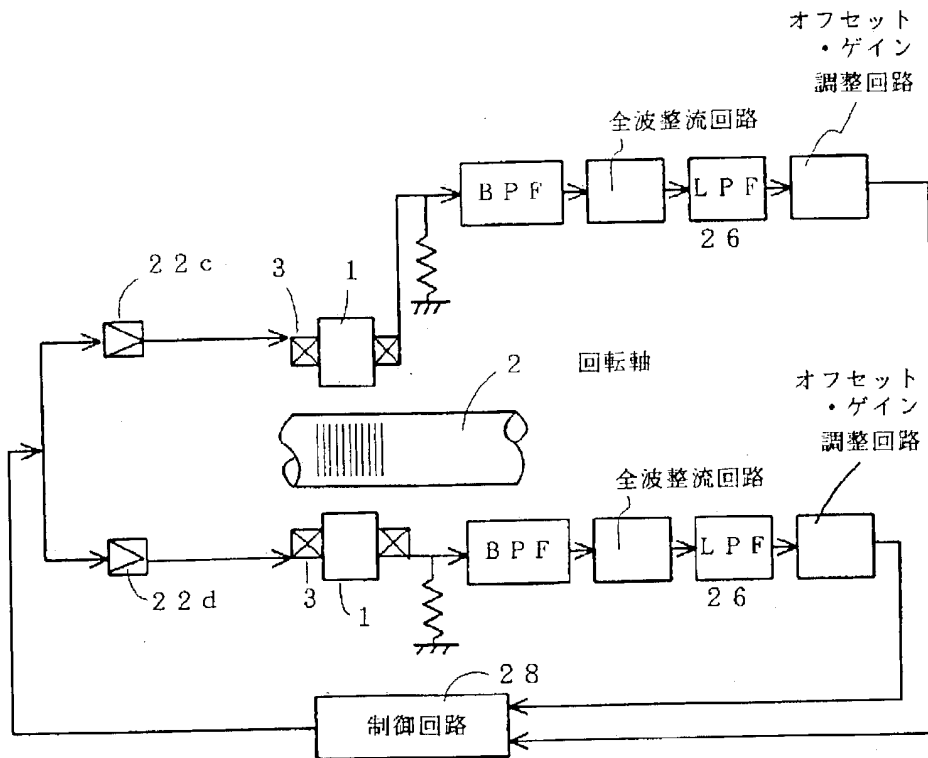 オフセット
・ゲイン
調整回路
全波整流回路
BPF
LPF
26
22c
3
1
2
回転軸
オフセット
・ゲイン
調整回路
全波整流回路
BPF
LPF
26
22d
3
1
28
制御回路